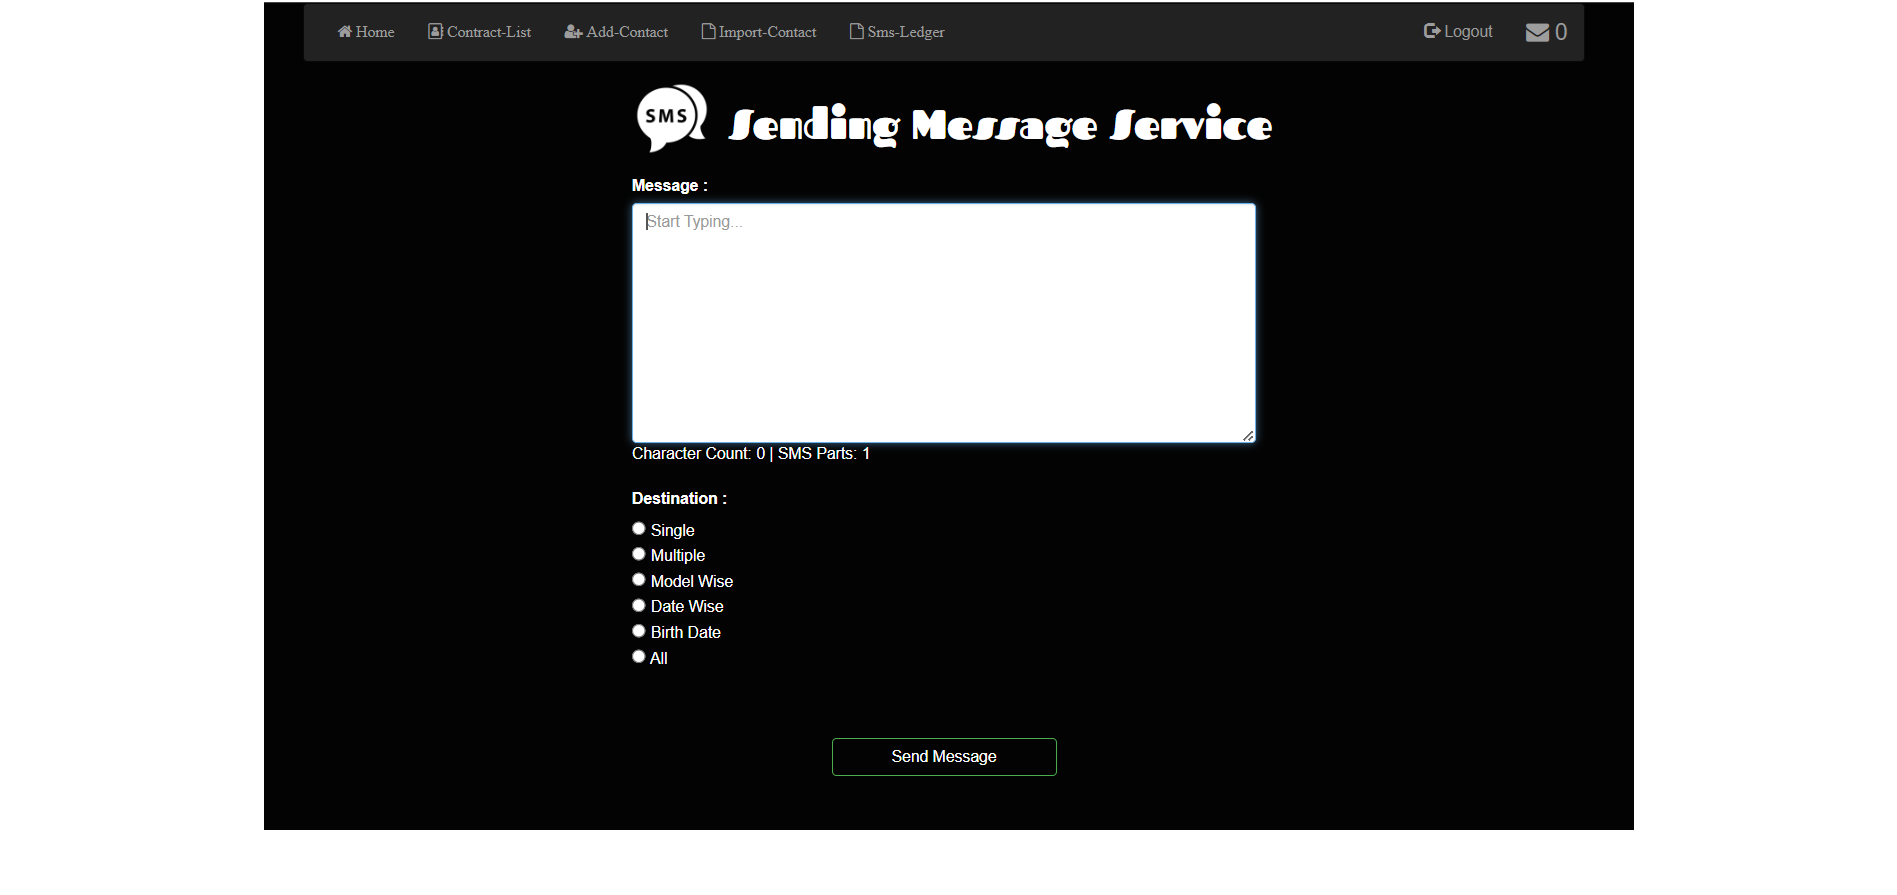 Home Contract-List Add-Contact Import-Contact Sms-Ledger Logout 0
SMS Sending Message Service
Message :
Start Typing...
Character Count: 0 | SMS Parts: 1
Destination :
Single
Multiple
Model Wise
Date Wise
Birth Date
All
Send Message